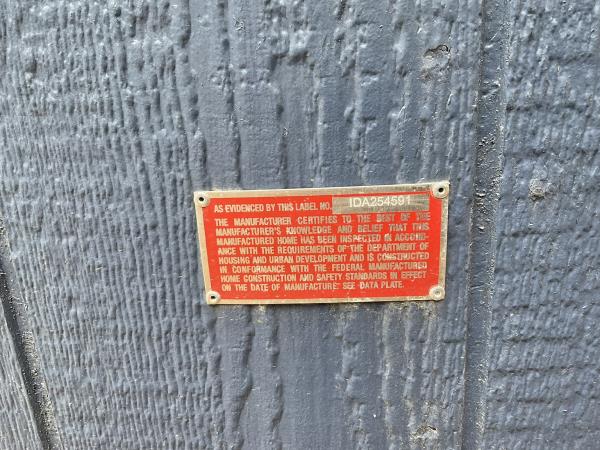 AS EVIDENCED BY THIS LABEL NO. IDA254591
THE MANUFACTURER CERTIFIES TO THE BEST OF THE
MANUFACTURER'S KNOWLEDGE AND BELIEF THAT THIS
MANUFACTURED HOME HAS BEEN INSPECTED IN ACCORD-
ANCE WITH THE REQUIREMENTS OF THE DEPARTMENT OF
HOUSING AND URBAN DEVELOPMENT AND IS CONSTRUCTED
IN CONFORMANCE WITH THE FEDERAL MANUFACTURED
HOME CONSTRUCTION AND SAFETY STANDARDS IN EFFECT
ON THE DATE OF MANUFACTURE. SEE DATA PLATE.